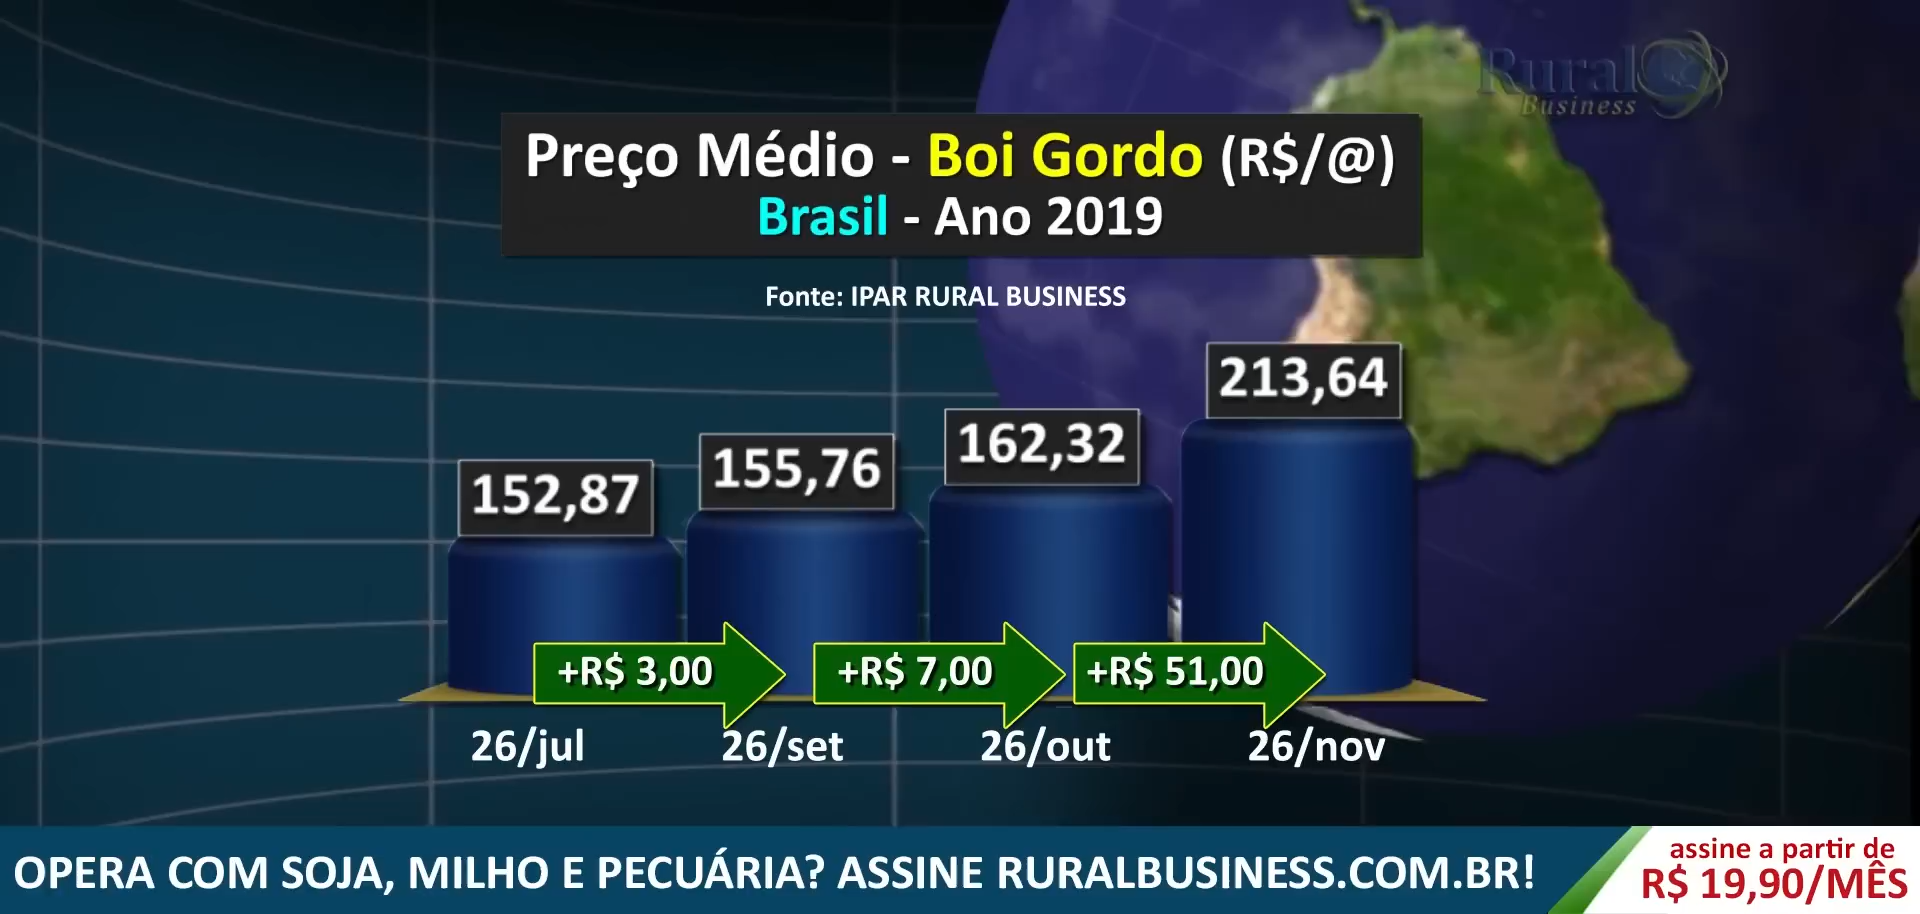 Rural
Business
Preço Médio - Boi Gordo (R$/@)
Brasil - Ano 2019
Fonte: IPAR RURAL BUSINESS
152,87
155,76
162,32
213,64
+R$ 3,00
+R$ 7,00
+R$ 51,00
26/jul
26/set
26/out
26/nov
OPERA COM SOJA, MILHO E PECUÁRIA? ASSINE RURALBUSINESS.COM.BR!
assine a partir de
R$ 19,90/MÊS